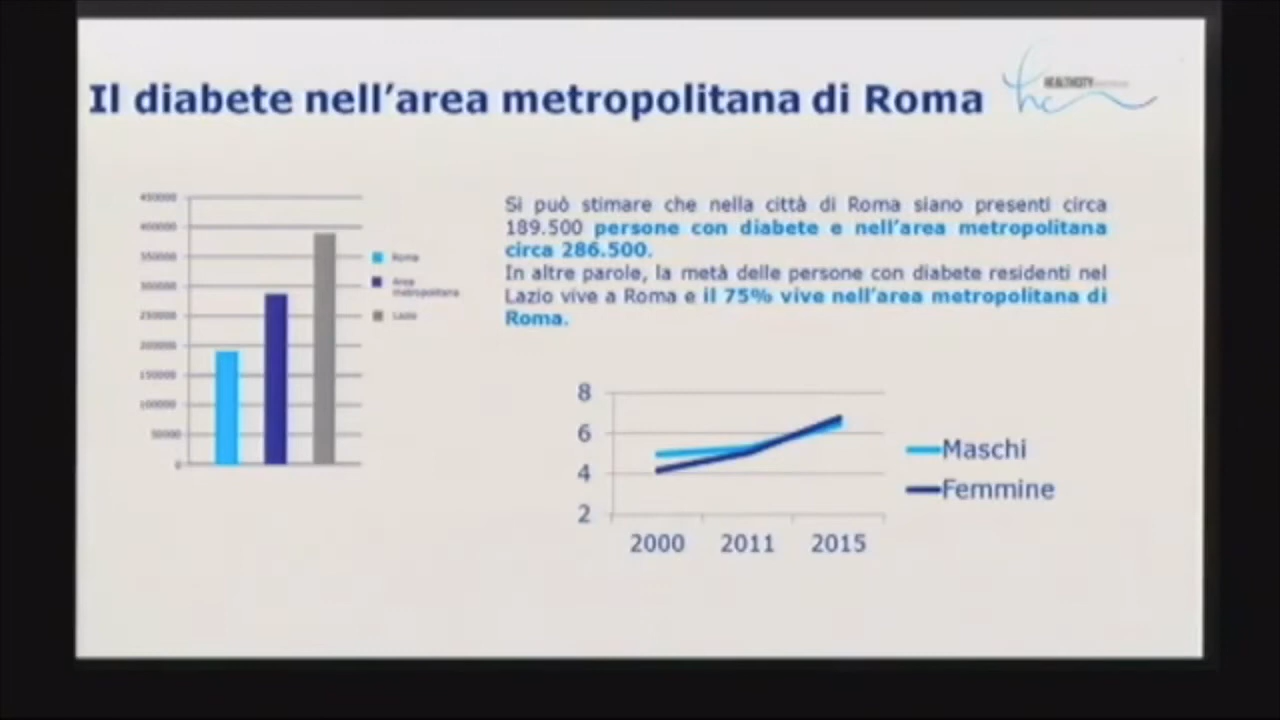 Il diabete nell'area metropolitana di Roma
HEALTHCITY
450000
400000
350000
300000
250000
200000
150000
100000
50000
0
Roma
Area
metropolitana
Lazio
Si può stimare che nella città di Roma siano presenti circa
189.500 persone con diabete e nell'area metropolitana
circa 286.500.
In altre parole, la metà delle persone con diabete residenti nel
Lazio vive a Roma e il 75% vive nell'area metropolitana di
Roma.
8
6
4
2
2000 2011 2015
Maschi
Femmine